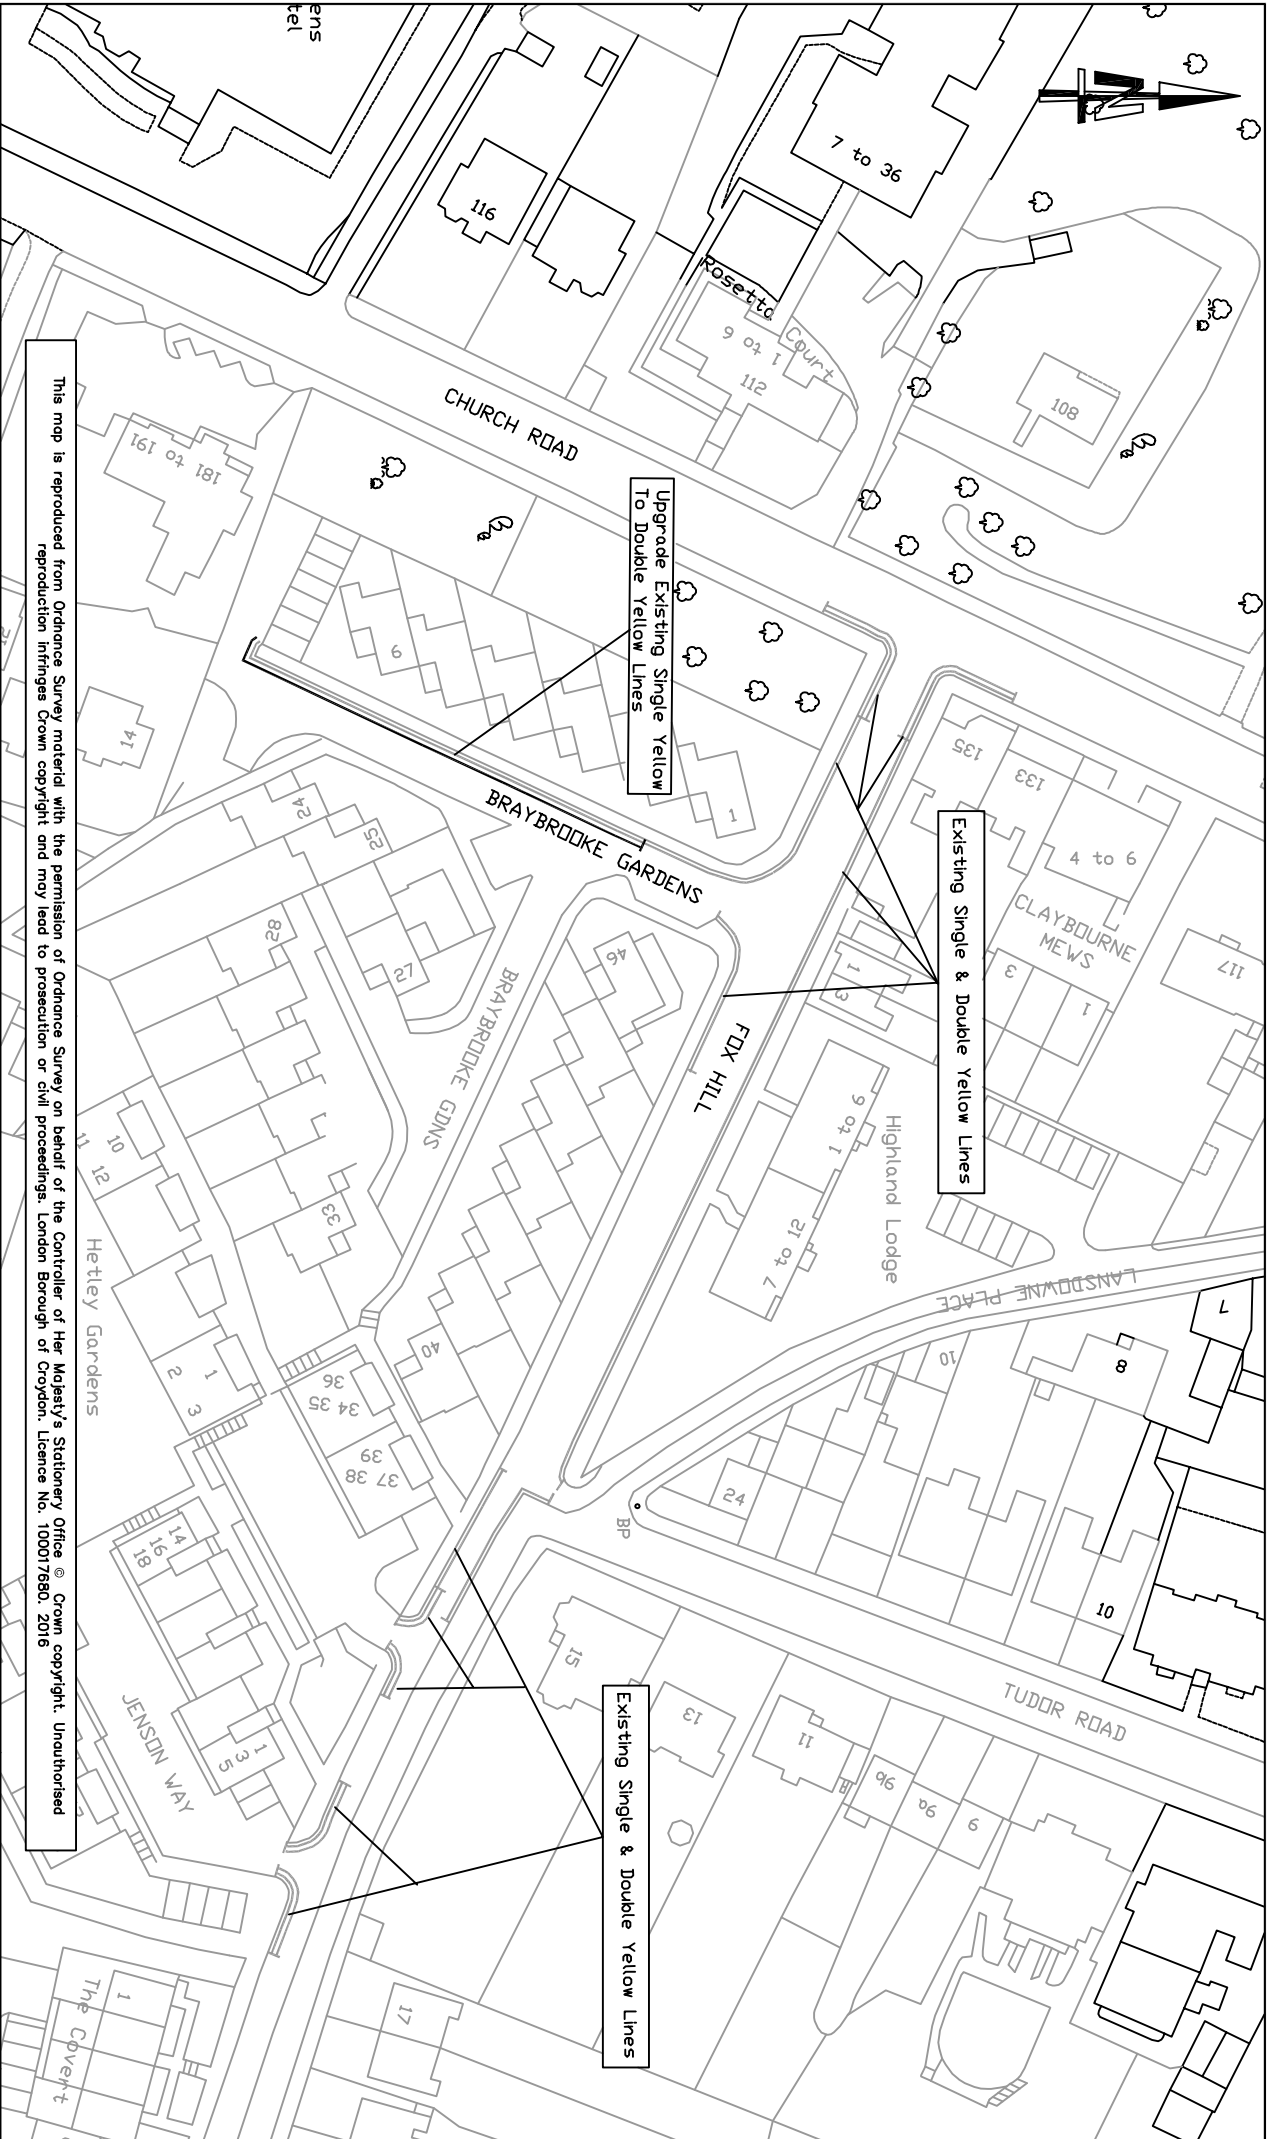 ens
tel
116
7 to 36
Rosetta
Court
1 to 6
112
108
N
CHURCH ROAD
181 to 191
14
6
1
Upgrade Existing Single Yellow
To Double Yellow Lines
BRAYBROOKE GARDENS
135
133
4 to 6
CLAYBOURNE
MEWS
3
1
117
Existing Single & Double Yellow Lines
1
3
FOX HILL
24
25
27
28
46
BRAYBROOKE GDNS
33
40
1 to 6
7 to 12
Highland Lodge
LANSDOWNE PLACE
7
8
10
24
BP
10
TUDOR ROAD
11
10
12
Hetley Gardens
1
2
3
36
34 35
39
37 38
14
16
18
JENSON WAY
1
3
5
15
13
11
9b
9a
9
Existing Single & Double Yellow Lines
17
1
The Covert
12
This map is reproduced from Ordnance Survey material with the permission of Ordnance Survey on behalf of the Controller of Her Majesty's Stationery Office © Crown copyright. Unauthorised
reproduction infringes Crown copyright and may lead to prosecution or civil proceedings. London Borough of Croydon. Licence No. 100017680. 2016